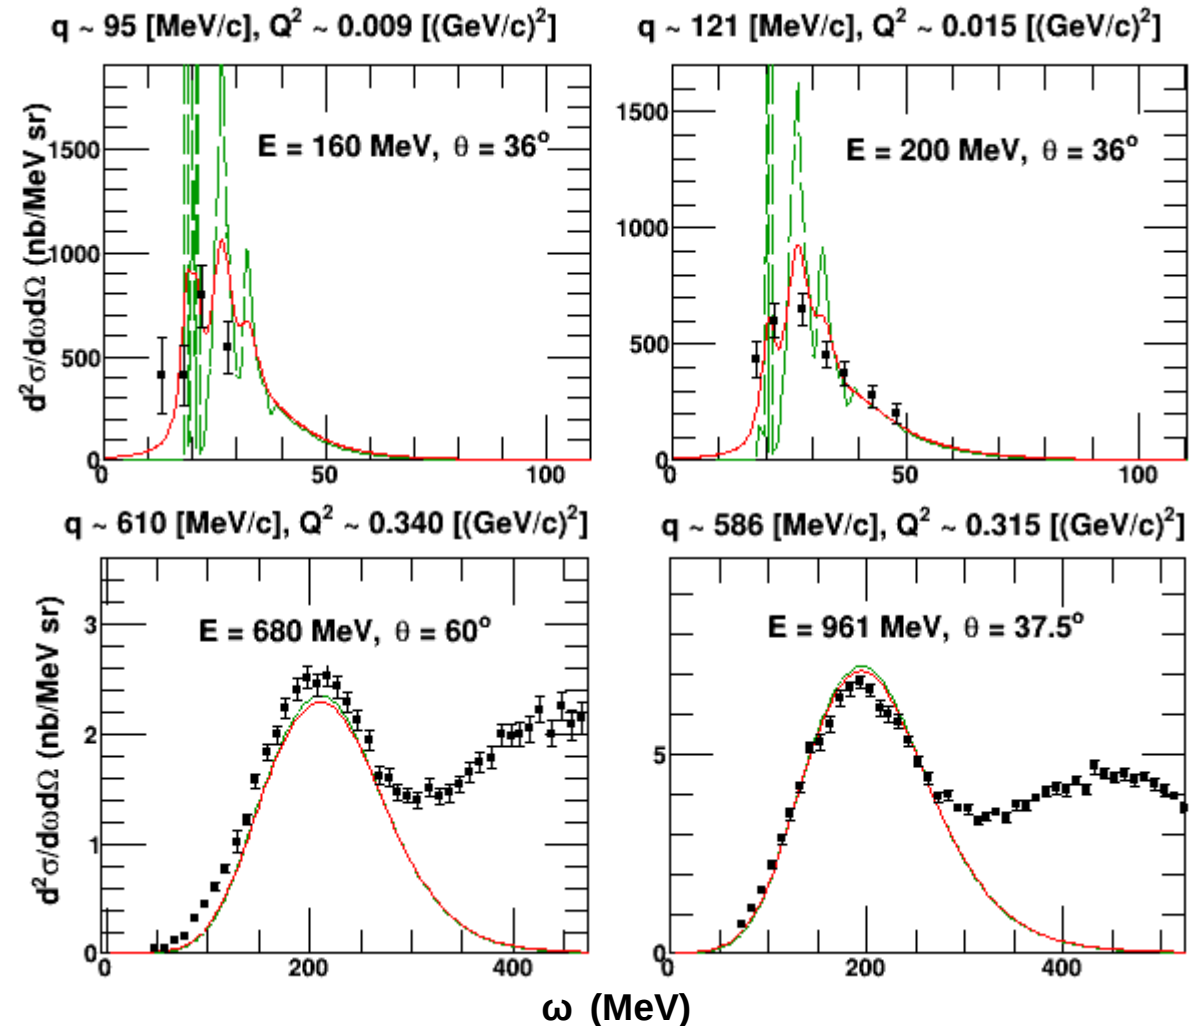 q ~ 95 [MeV/c], Q² ~ 0.009 [(GeV/c)²]
q ~ 121 [MeV/c], Q² ~ 0.015 [(GeV/c)²]
d²σ/dωdΩ (nb/MeV sr)
1500
1000
500
0
E = 160 MeV, θ = 36°
0
50
100
1500
1000
500
0
E = 200 MeV, θ = 36°
0
50
100
q ~ 610 [MeV/c], Q² ~ 0.340 [(GeV/c)²]
q ~ 586 [MeV/c], Q² ~ 0.315 [(GeV/c)²]
d²σ/dωdΩ (nb/MeV sr)
3
2
1
0
E = 680 MeV, θ = 60°
0
200
400
5
0
E = 961 MeV, θ = 37.5°
0
200
400
ω (MeV)